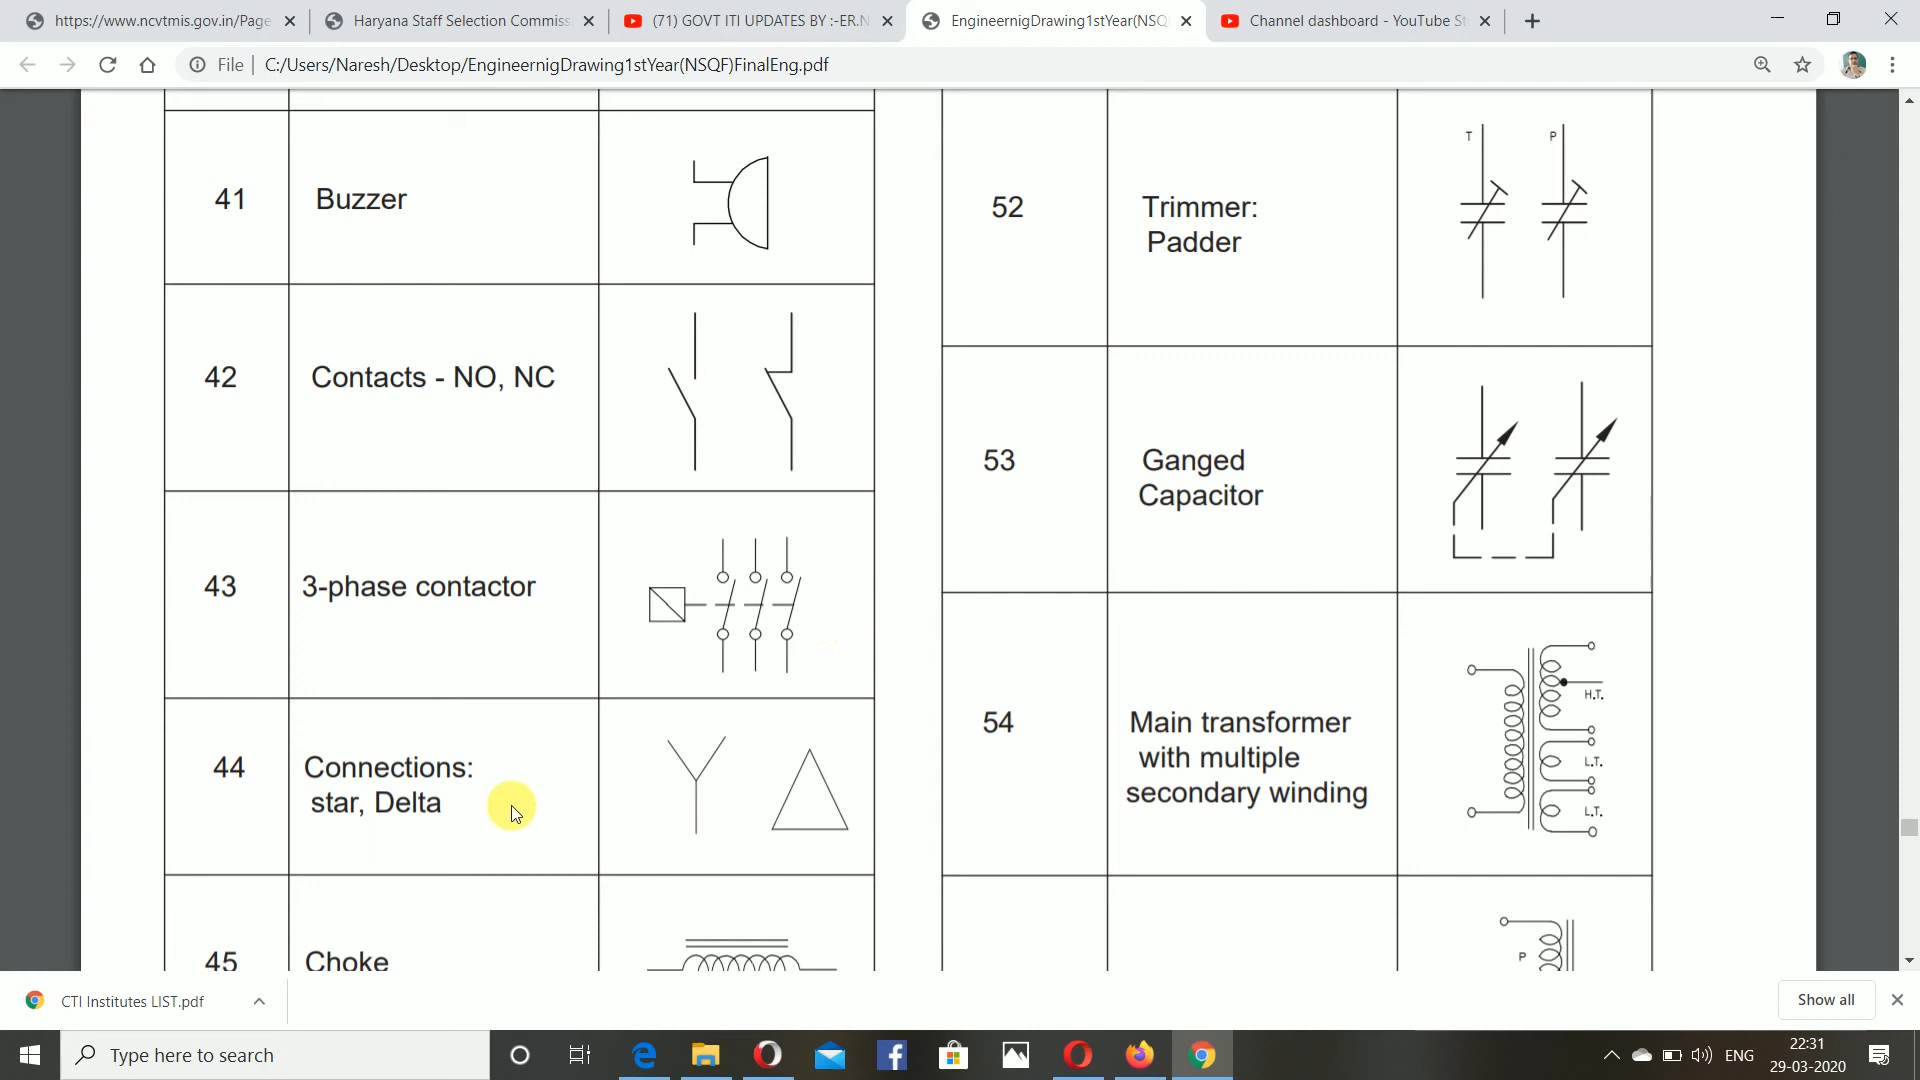 https://www.ncvtmis.gov.in/Page
Haryana Staff Selection Commiss
(71) GOVT ITI UPDATES BY :-ER.N
EngineernigDrawing1stYear(NSQ
Channel dashboard - YouTube St
File
C:/Users/Naresh/Desktop/EngineernigDrawing1stYear(NSQF)FinalEng.pdf
41
Buzzer
42
Contacts - NO, NC
43
3-phase contactor
44
Connections:
star, Delta
45
Choke
52
Trimmer:
Padder
T
P
53
Ganged
Capacitor
54
Main transformer
with multiple
secondary winding
H.T.
L.T.
L.T.
P
CTI Institutes LIST.pdf
Show all
Type here to search
ENG
22:31
29-03-2020